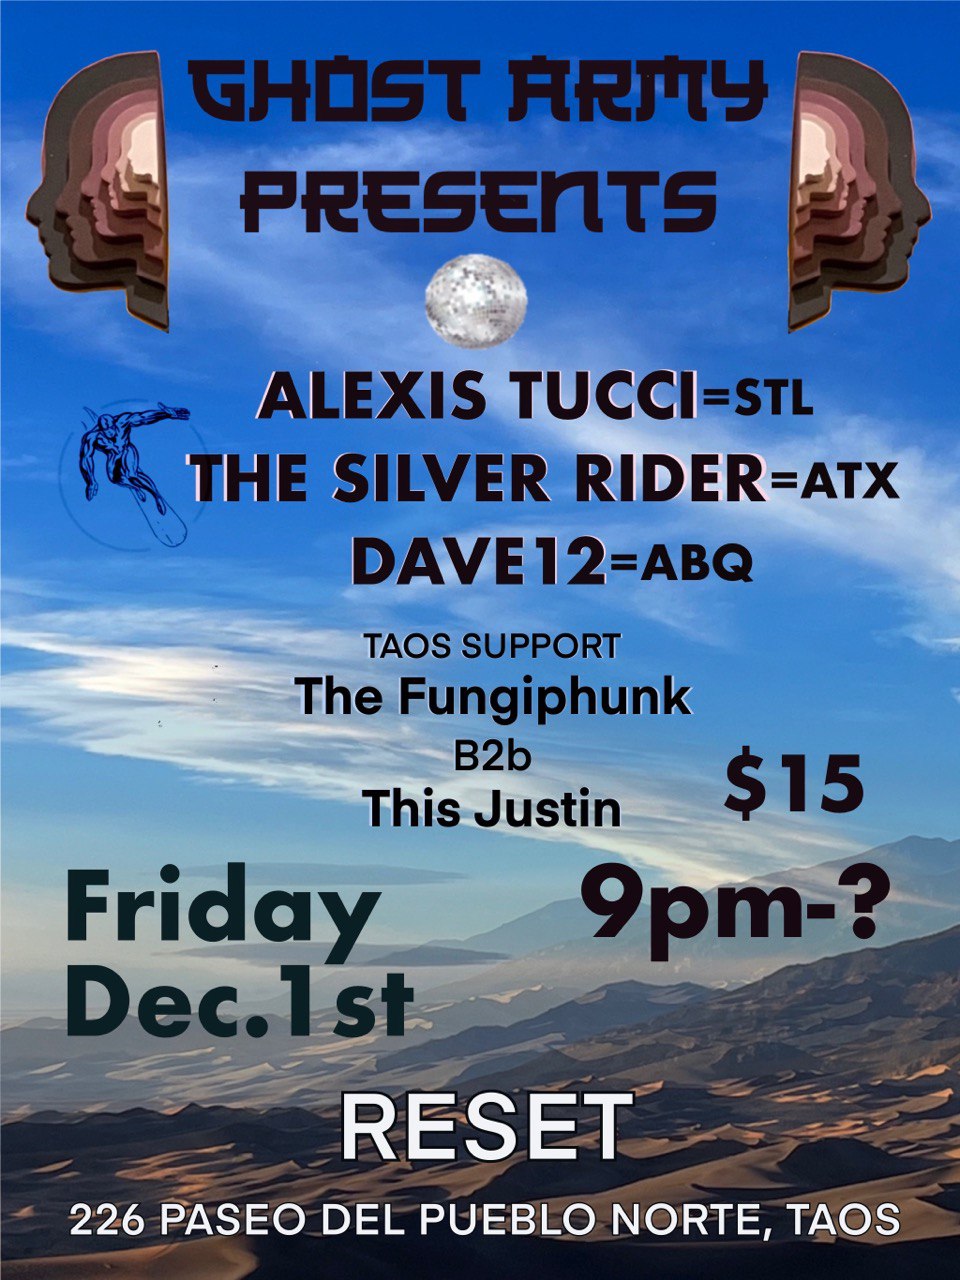 GHOST ARMY
PRESENTS
ALEXIS TUCCI=STL
THE SILVER RIDER=ATX
DAVE12=ABQ
TAOS SUPPORT
The Fungiphunk
B2b
This Justin
$15
Friday
Dec.1st
9pm-?
RESET
226 PASEO DEL PUEBLO NORTE, TAOS